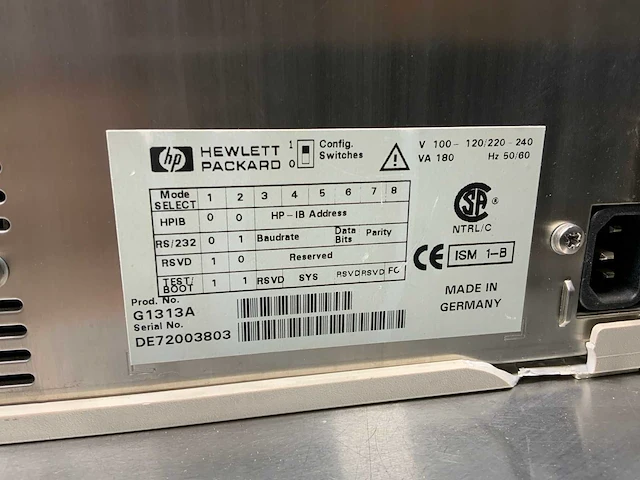 hp HEWLETT PACKARD
1 0 Config. Switches
V 100 - 120/220 - 240
VA 180 Hz 50/60
Mode SELECT 1 2 3 4 5 6 7 8
HPIB 0 0 HP-IB Address
RS/232 0 1 Baudrate Data Bits Parity
RSVD 1 0 Reserved
TEST/BOOT 1 1 RSVD SYS RSVD RSVD FC
SA ®
NTRL/C
CE ISM 1-B
Prod. No.
G1313A
Serial No.
DE72003803
MADE IN
GERMANY